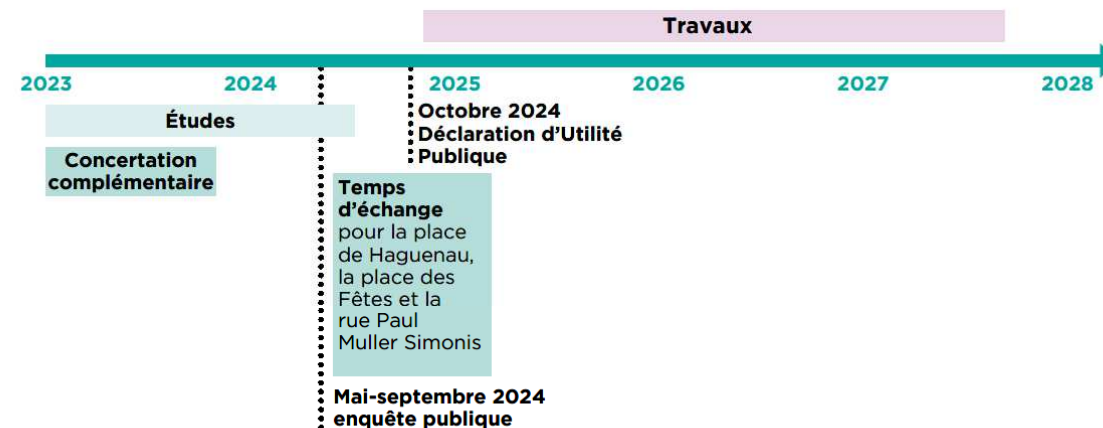 Travaux
2023 2024 2025 2026 2027 2028
Études
Octobre 2024
Déclaration d'Utilité
Publique
Concertation
complémentaire
Temps
d'échange
pour la place
de Haguenau,
la place des
Fêtes et la
rue Paul
Muller Simonis
Mai-septembre 2024
enquête publique